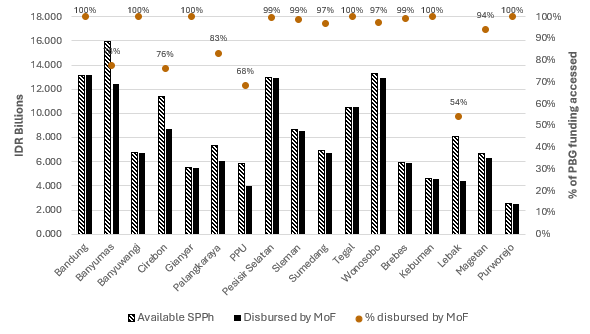 18.000
16.000
14.000
12.000
10.000
8.000
6.000
4.000
2.000
0.000
IDR Billions
100%
100%
76%
100%
83%
68%
99%
99%
97%
100%
97%
99%
100%
54%
94%
100%
100%
90%
80%
70%
60%
50%
40%
30%
20%
10%
0%
% of PBG funding accessed
Bandung
Banyumas
Banyuwangi
Cirebon
Gianyer
Palangkaraya
PPU
Pesisir Selatan
Sleman
Sumedang
Tegal
Wonosobo
Brebes
Kebumen
Lebak
Magetan
Purworejo
Available SPPh
Disbursed by MoF
% disbursed by MoF